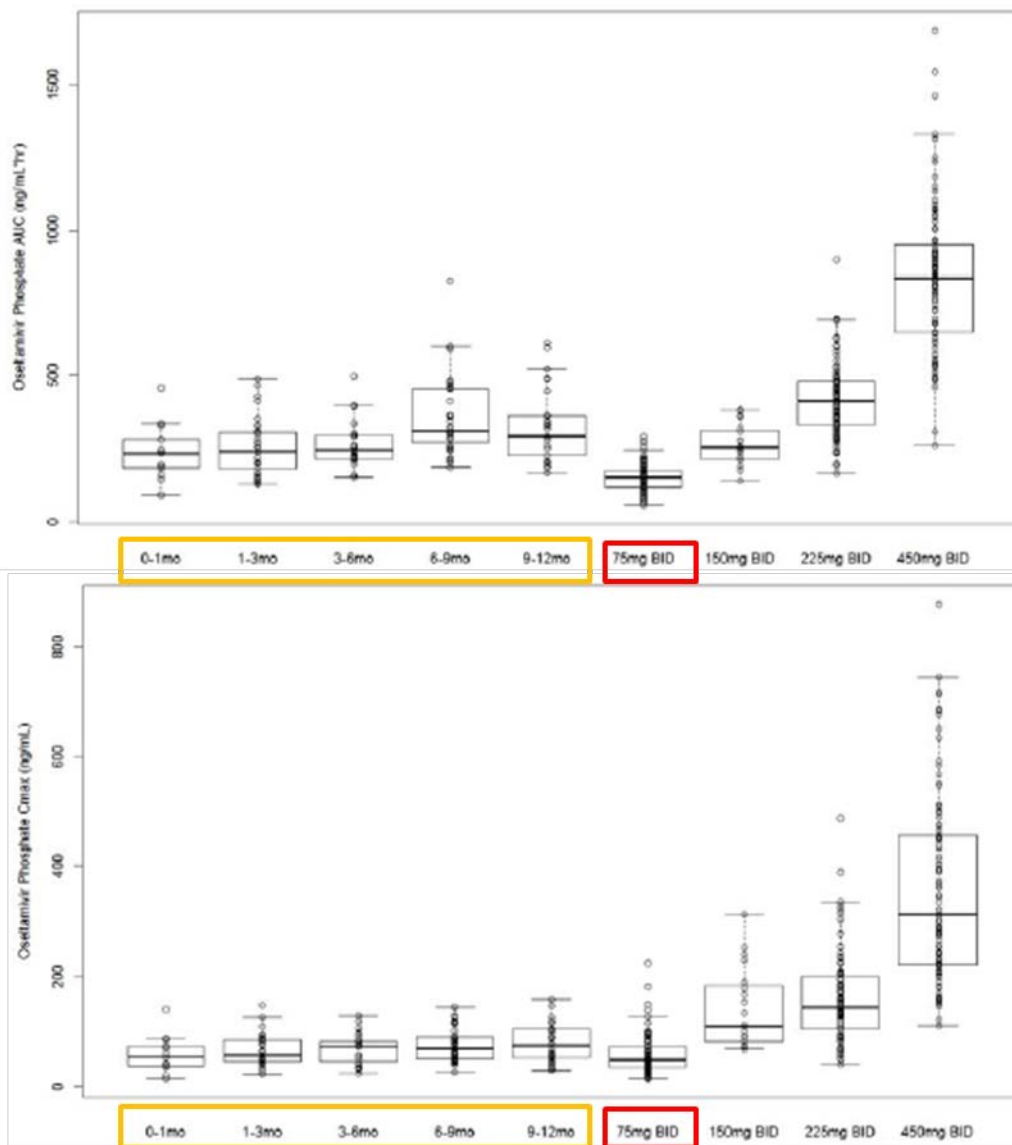 Oseltamivir Phosphate AUC (ng/mL*hr)
1500
1000
500
0
0-1mo 1-3mo 3-6mo 6-9mo 9-12mo 75mg BID 150mg BID 225mg BID 450mg BID
Oseltamivir Phosphate Cmax (ng/mL)
800
600
400
200
0
0-1mo 1-3mo 3-6mo 6-9mo 9-12mo 75mg BID 150mg BID 225mg BID 450mg BID